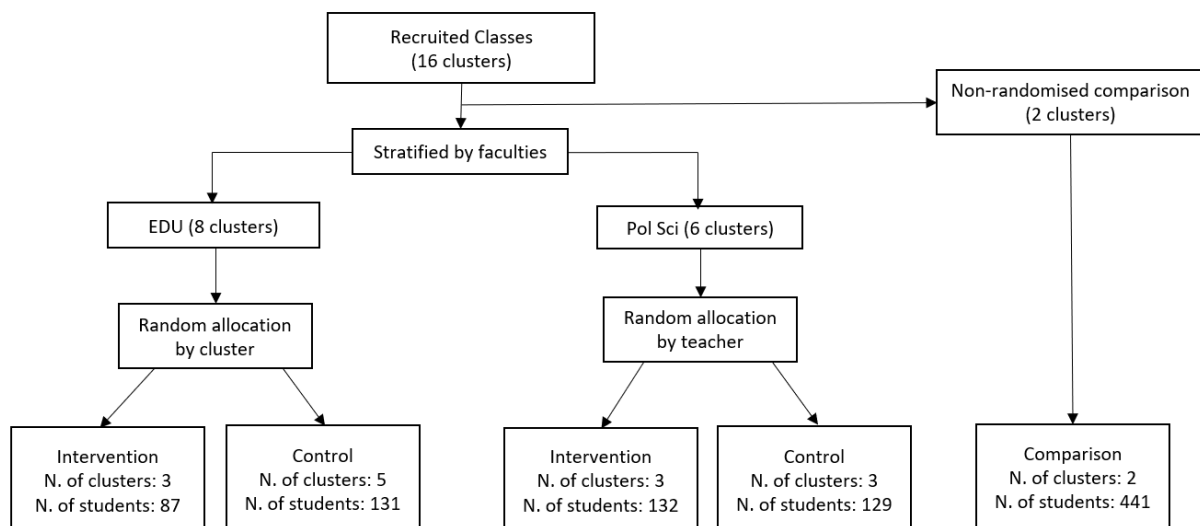 Recruited Classes
(16 clusters)
Non-randomised comparison
(2 clusters)
Stratified by faculties
EDU (8 clusters)
Pol Sci (6 clusters)
Random allocation
by cluster
Random allocation
by teacher
Intervention
N. of clusters: 3
N. of students: 87
Control
N. of clusters: 5
N. of students: 131
Intervention
N. of clusters: 3
N. of students: 132
Control
N. of clusters: 3
N. of students: 129
Comparison
N. of clusters: 2
N. of students: 441